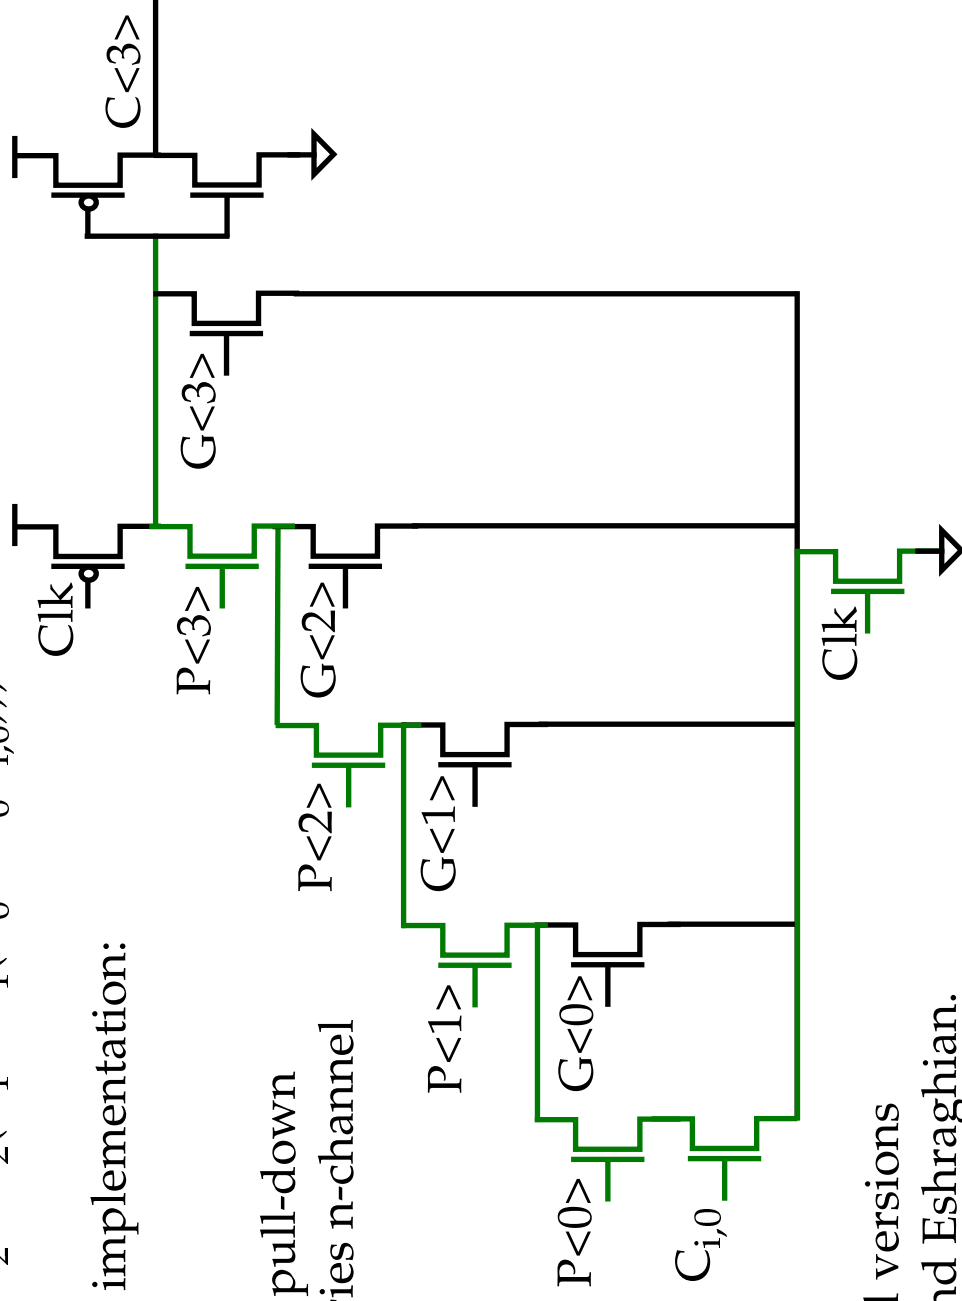 Clk
implementation:
C<3>
P<3>
G<3>
pull-down
P<2>
G<2>
ies n-channel
P<1>
G<1>
P<0>
G<0>
Ci,0
Clk
versions
nd Eshraghian.